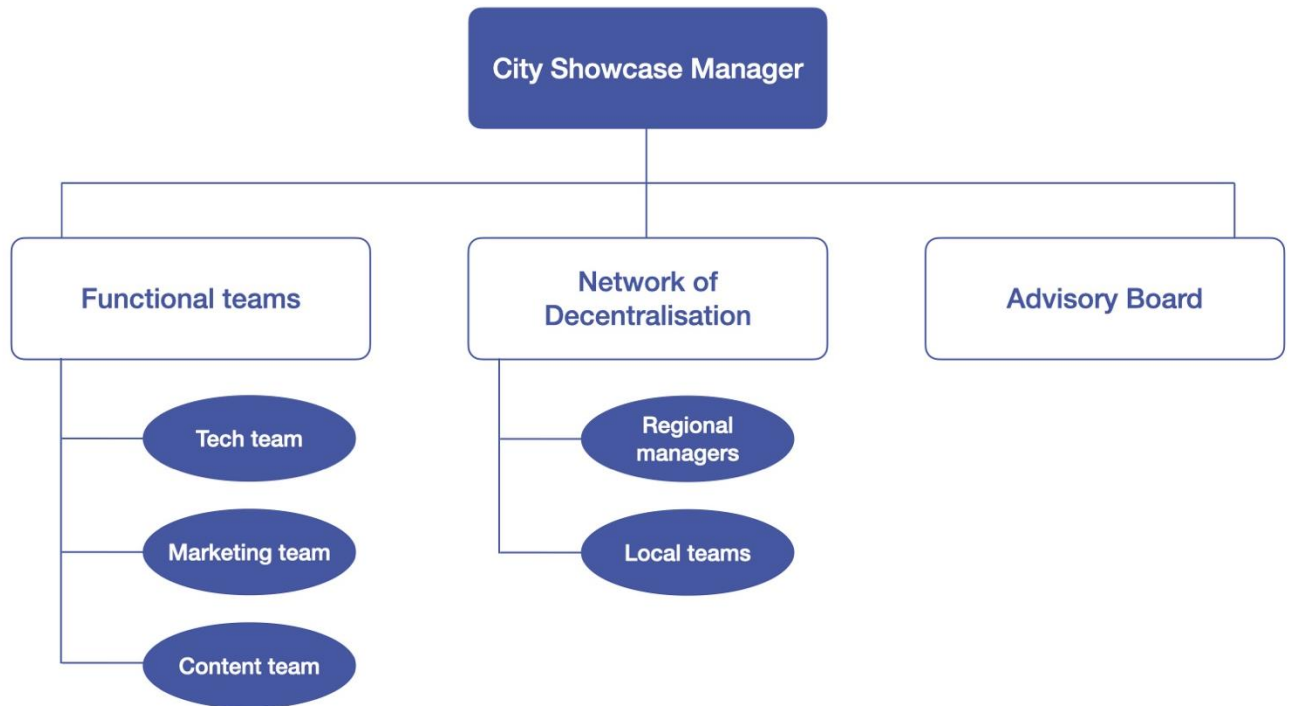 City Showcase Manager
Functional teams
Network of
Decentralisation
Advisory Board
Tech team
Regional
managers
Marketing team
Local teams
Content team